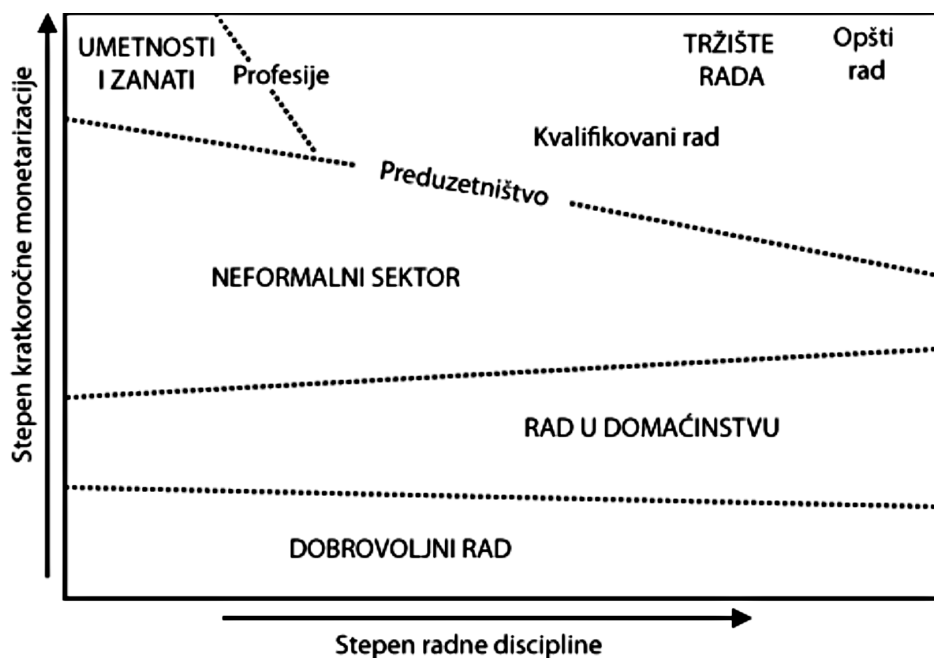 Stepen kratkoročne monetarizacije
UMETNOSTI
I ZANATI
Profesije
TRŽIŠTE
RADA
Opšti
rad
Kvalifikovani rad
Preduzetništvo
NEFORMALNI SEKTOR
RAD U DOMAĆINSTVU
DOBROVOLJNI RAD
Stepen radne discipline